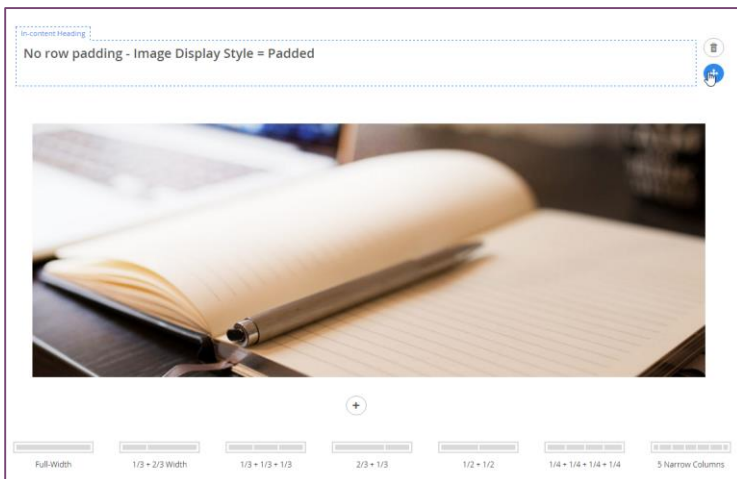 In-content Heading
No row padding - Image Display Style = Padded
Full-Width
1/3 + 2/3 Width
1/3 + 1/3 + 1/3
2/3 + 1/3
1/2 + 1/2
1/4 + 1/4 + 1/4 + 1/4
5 Narrow Columns